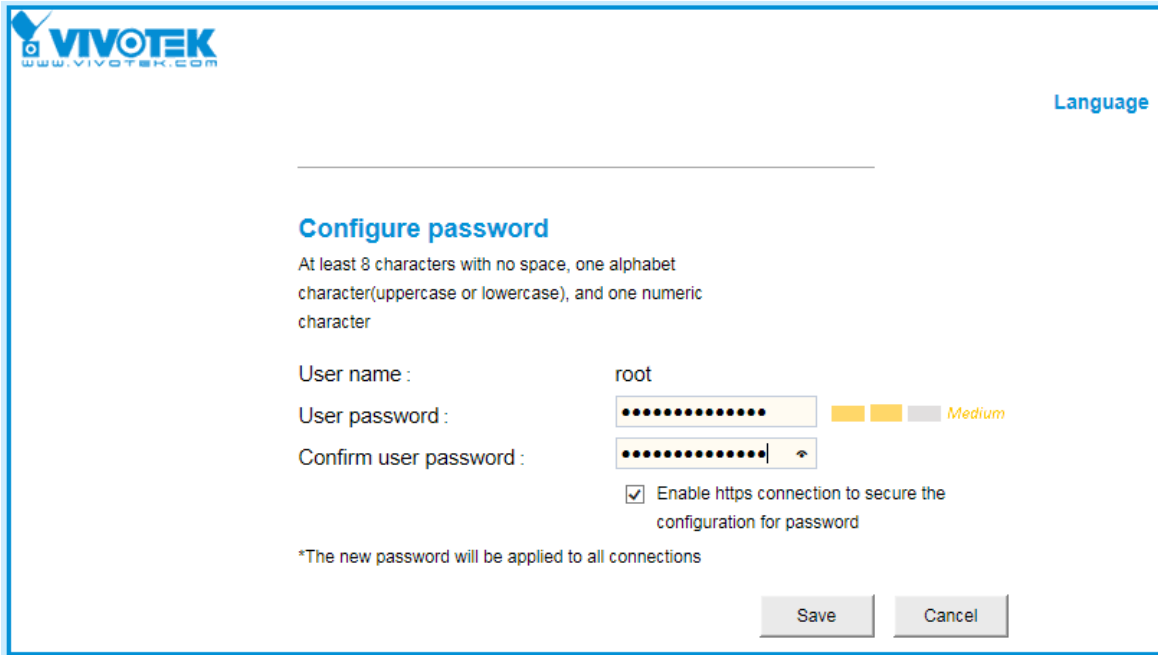 VIVOTEK
www.vivotek.com
Language
Configure password
At least 8 characters with no space, one alphabet
character(uppercase or lowercase), and one numeric
character
User name : root
User password : •••••••••••••• Medium
Confirm user password : ••••••••••••••
Enable https connection to secure the
configuration for password
*The new password will be applied to all connections
Save Cancel